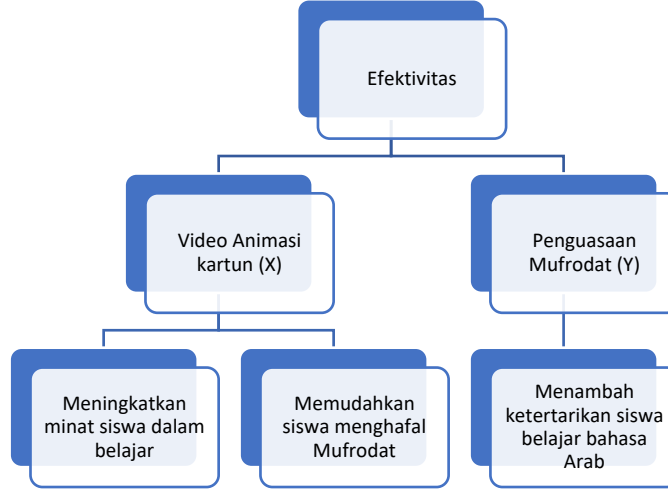 Efektivitas
Video Animasi
kartun (X)
Penguasaan
Mufrodat (Y)
Meningkatkan
minat siswa dalam
belajar
Memudahkan
siswa menghafal
Mufrodat
Menambah
ketertarikan siswa
belajar bahasa
Arab